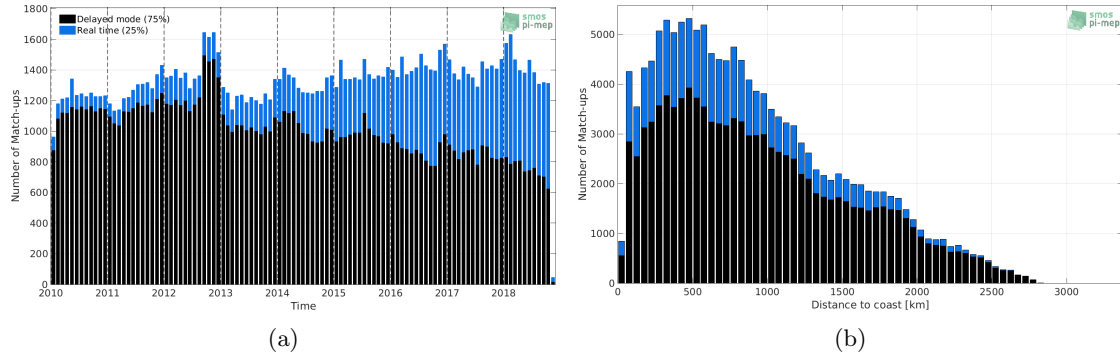 1800
1600
1400
1200
1000
800
600
400
200
0
Number of Match-ups
Delayed mode (75%)
Real time (25%)
smos
pi-mep
2010 2011 2012 2013 2014 2015 2016 2017 2018
Time
(a)
5000
4000
3000
2000
1000
0
Number of Match-ups
smos
pi-mep
0 500 1000 1500 2000 2500 3000
Distance to coast [km]
(b)